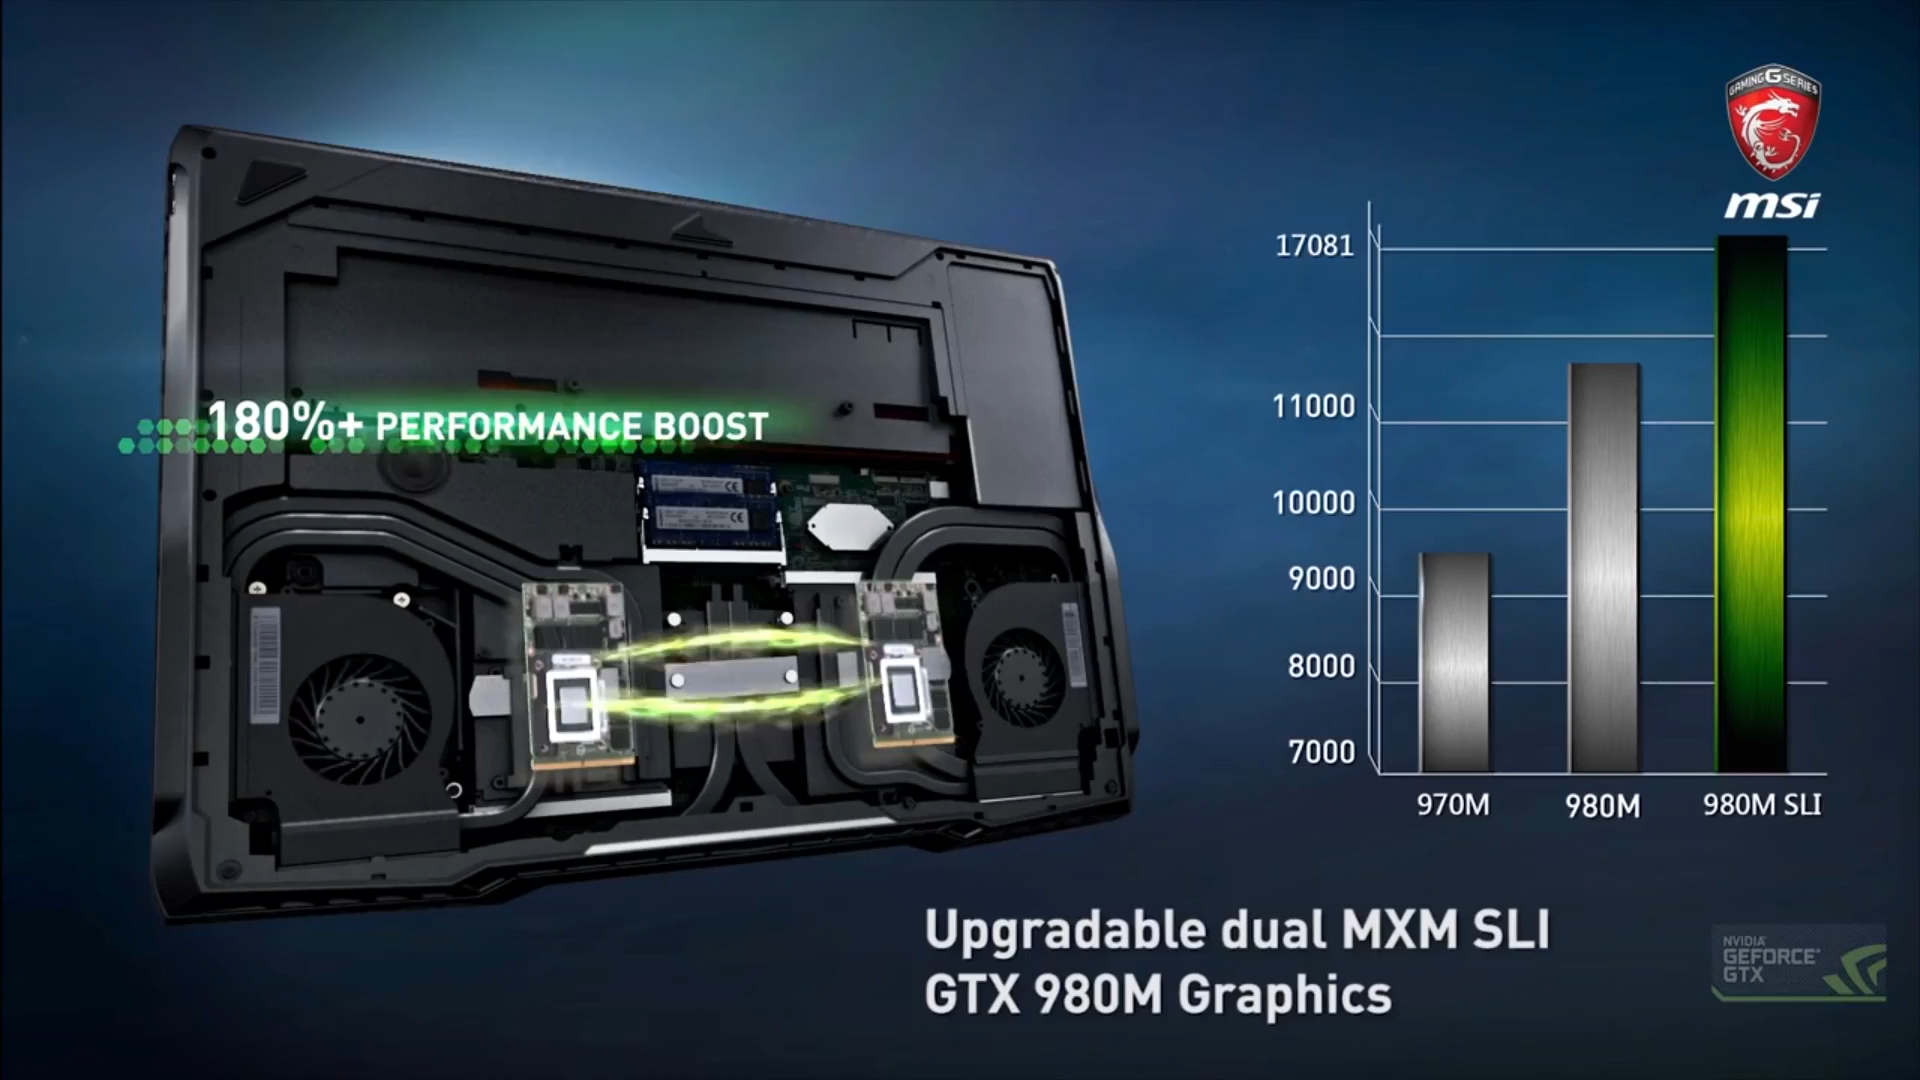 GAMING G SERIES
msi
180%+ PERFORMANCE BOOST
17081
11000
10000
9000
8000
7000
970M
980M
980M SLI
Upgradable dual MXM SLI
GTX 980M Graphics
NVIDIA
GEFORCE
GTX